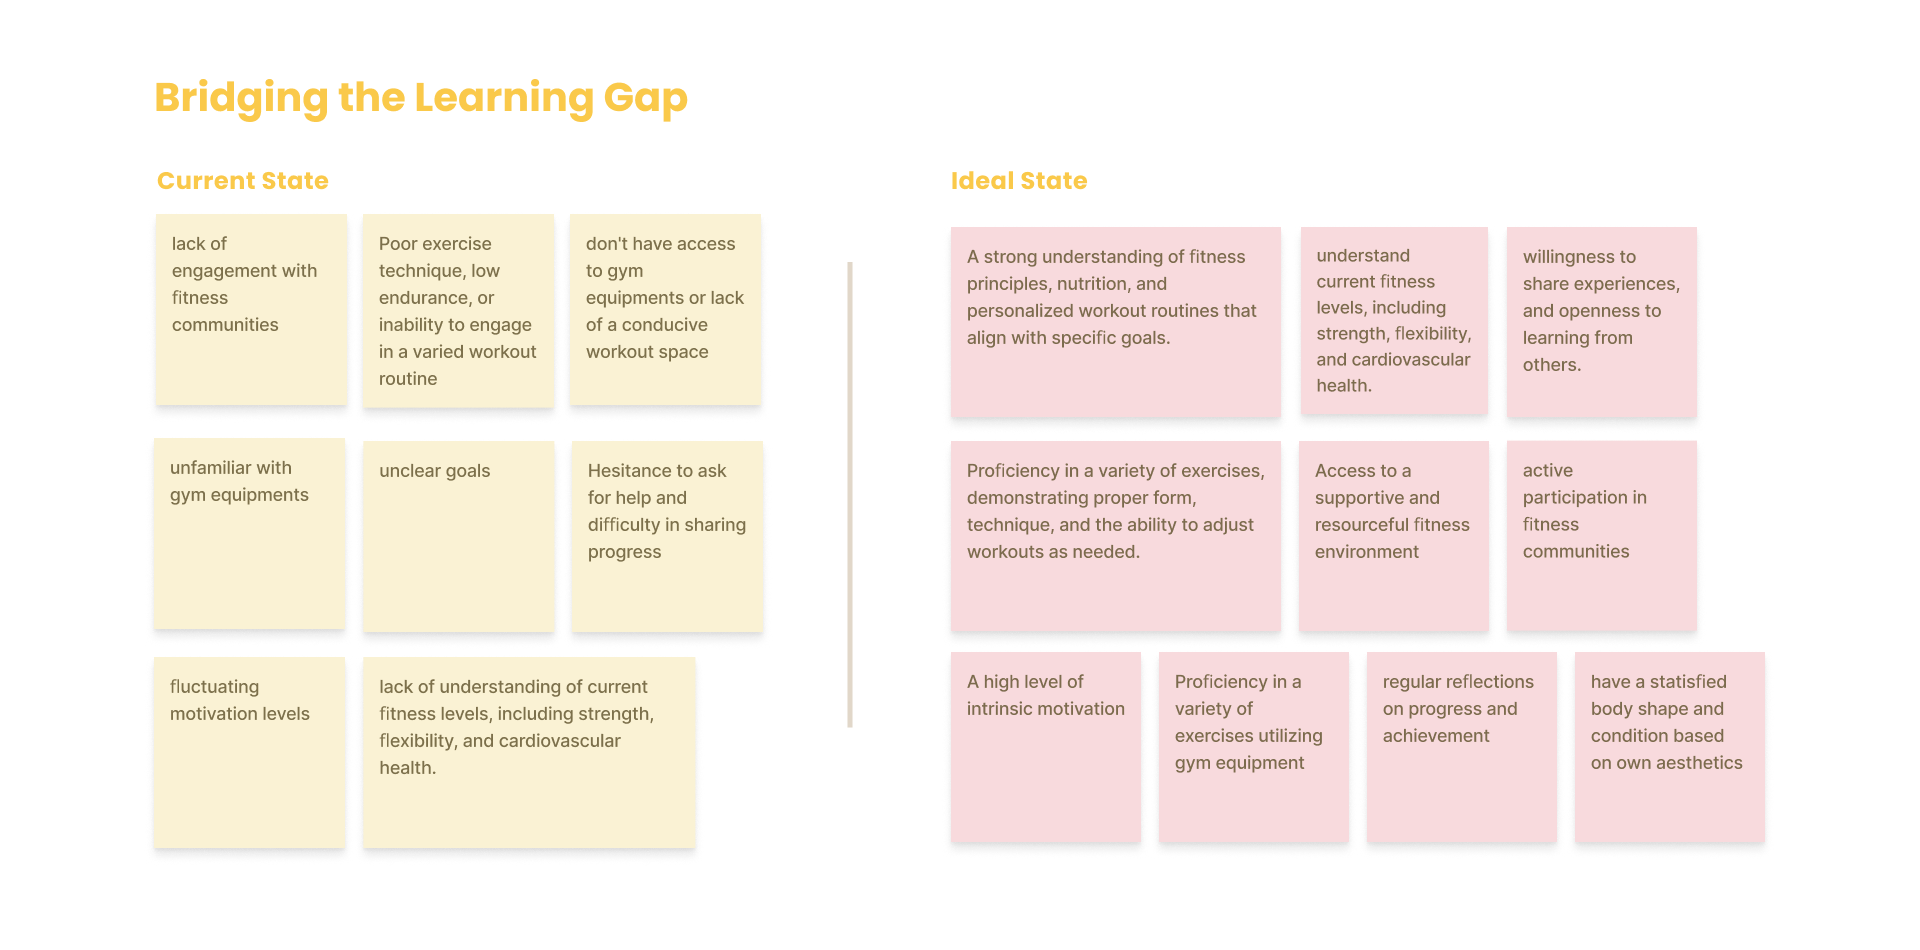 Bridging the Learning Gap
Current State
lack of
engagement with
fitness
communities
Poor exercise
technique, low
endurance, or
inability to engage
in a varied workout
routine
don't have access
to gym
equipments or lack
of a conducive
workout space
unfamiliar with
gym equipments
unclear goals
Hesitance to ask
for help and
difficulty in sharing
progress
fluctuating
motivation levels
lack of understanding of current
fitness levels, including strength,
flexibility, and cardiovascular
health.
Ideal State
A strong understanding of fitness
principles, nutrition, and
personalized workout routines that
align with specific goals.
understand
current fitness
levels, including
strength, flexibility,
and cardiovascular
health.
willingness to
share experiences,
and openness to
learning from
others.
Proficiency in a variety of exercises,
demonstrating proper form,
technique, and the ability to adjust
workouts as needed.
Access to a
supportive and
resourceful fitness
environment
active
participation in
fitness
communities
A high level of
intrinsic motivation
Proficiency in a
variety of
exercises utilizing
gym equipment
regular reflections
on progress and
achievement
have a statisfied
body shape and
condition based
on own aesthetics